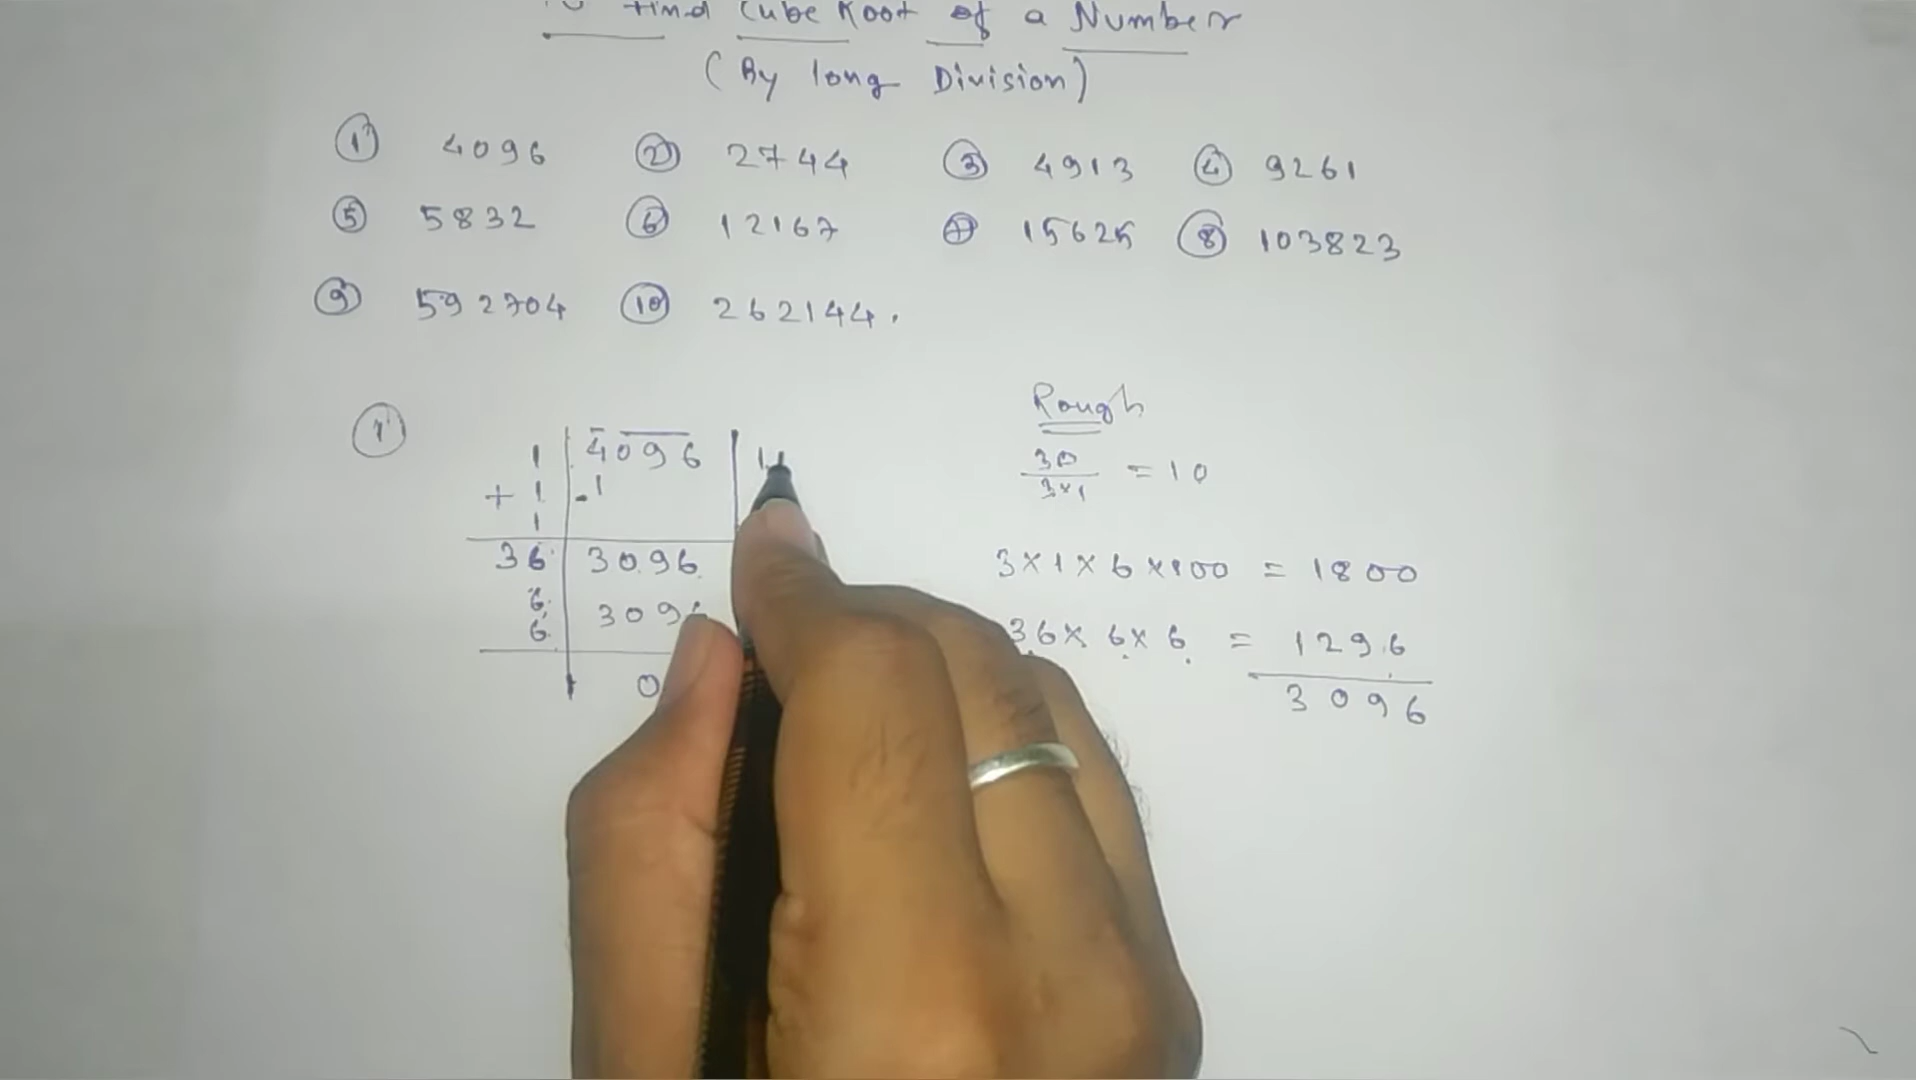 find Cube Root of a Number
(By long Division)
① 4096 ② 2744 ③ 4913 ④ 9261
⑤ 5832 ⑥ 12167 ⑦ 15625 ⑧ 103823
⑨ 592704 ⑩ 262144.
①
1 4096 1
+ 1 -1
1
36 3096
6 309
6
0
Rough
30/3×1 = 10
3×1×6×100 = 1800
36×6×6 = 1296
3096